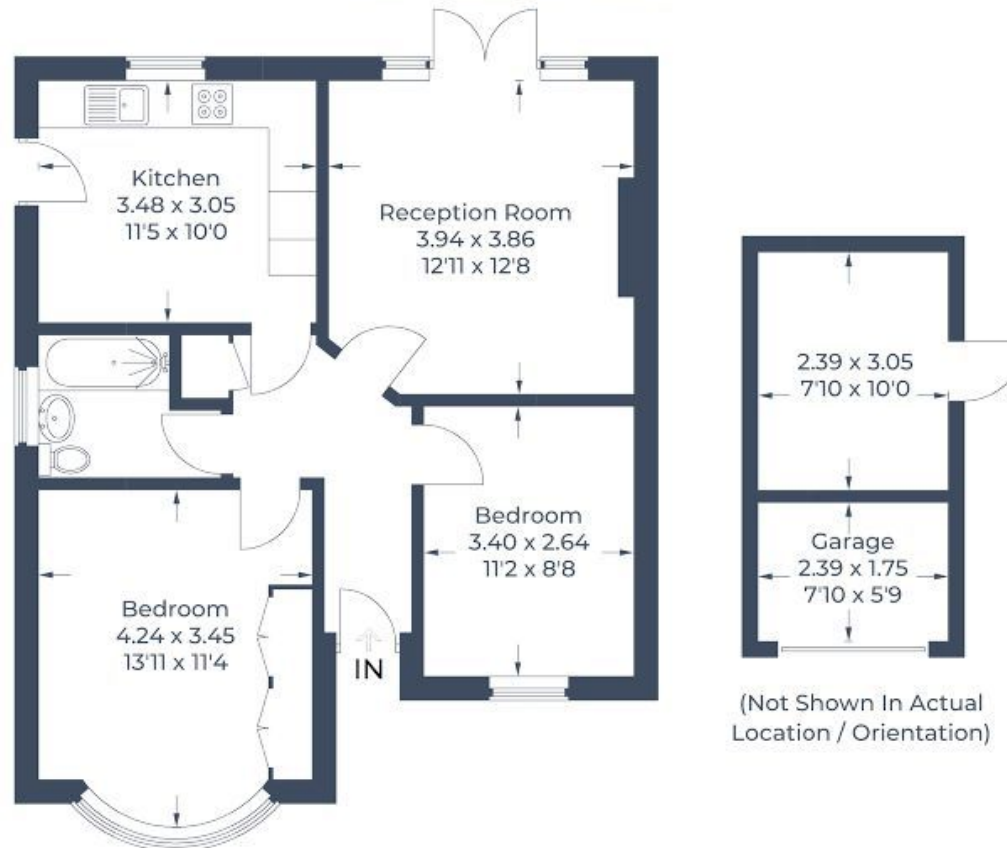 Kitchen
3.48 x 3.05
11'5 x 10'0
Reception Room
3.94 x 3.86
12'11 x 12'8
2.39 x 3.05
7'10 x 10'0
Bedroom
3.40 x 2.64
11'2 x 8'8
Garage
2.39 x 1.75
7'10 x 5'9
Bedroom
4.24 x 3.45
13'11 x 11'4
IN
(Not Shown In Actual
Location / Orientation)